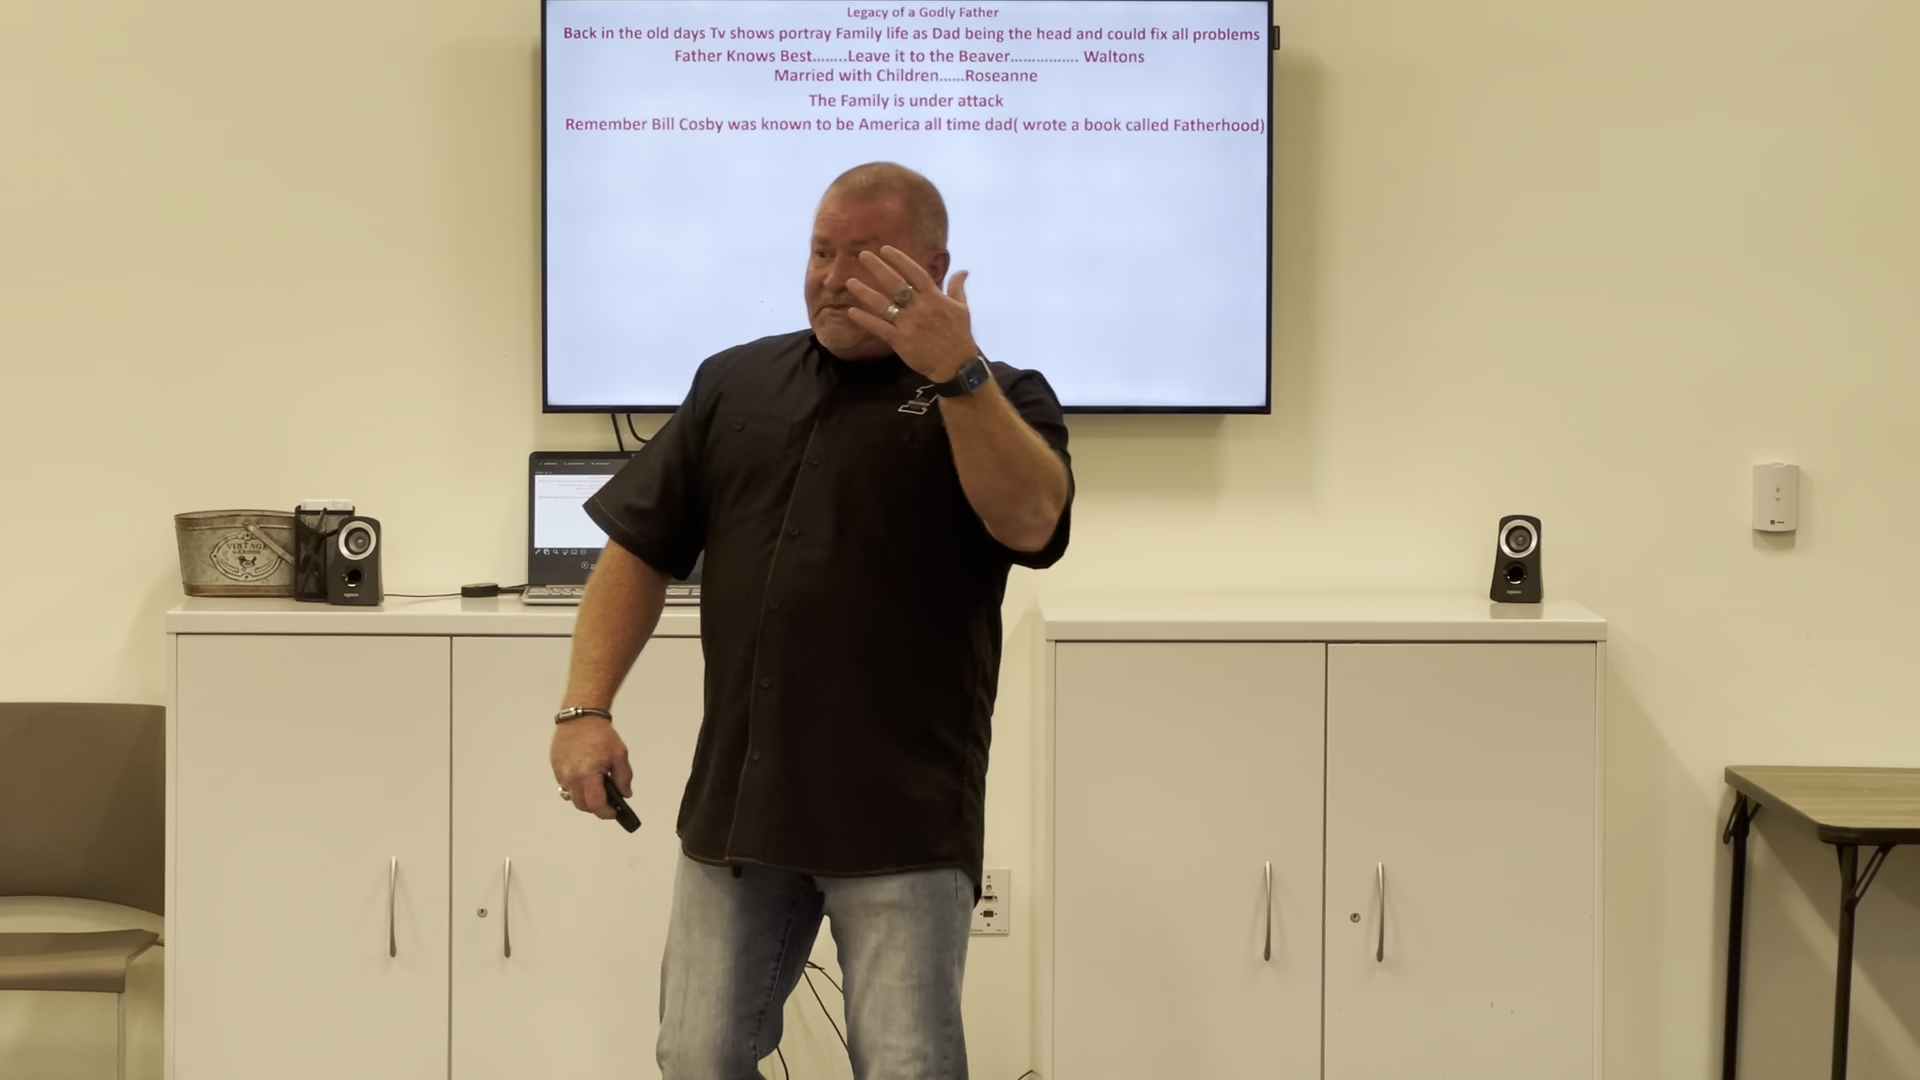 Legacy of a Godly Father
Back in the old days Tv shows portray Family life as Dad being the head and could fix all problems
Father Knows Best........Leave it to the Beaver................ Waltons
Married with Children......Roseanne
The Family is under attack
Remember Bill Cosby was known to be America all time dad( wrote a book called Fatherhood)
VINTAGE